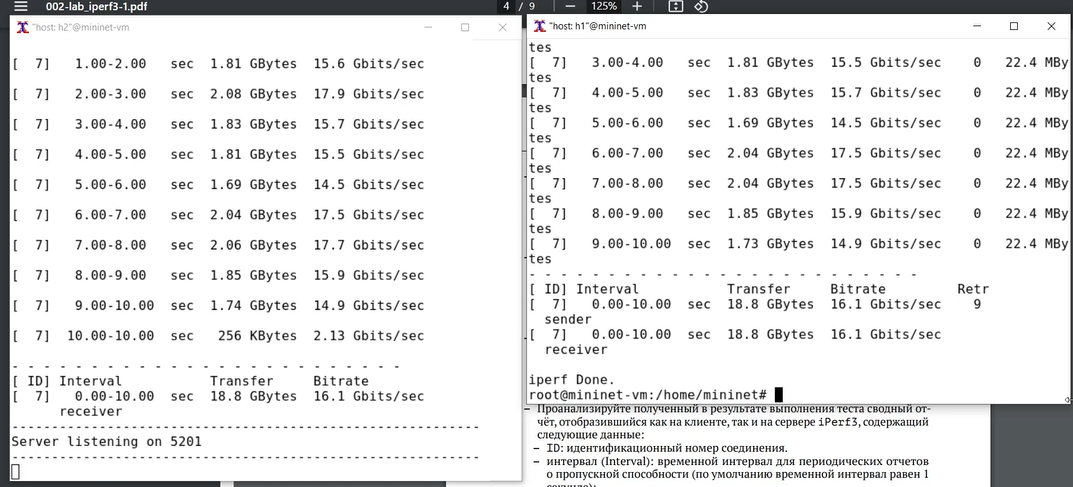 002-lab_iperf3-1.pdf
4 / 9
125%
"host: h2"@mininet-vm
[  7]   1.00-2.00   sec  1.81 GBytes  15.6 Gbits/sec
[  7]   2.00-3.00   sec  2.08 GBytes  17.9 Gbits/sec
[  7]   3.00-4.00   sec  1.83 GBytes  15.7 Gbits/sec
[  7]   4.00-5.00   sec  1.81 GBytes  15.5 Gbits/sec
[  7]   5.00-6.00   sec  1.69 GBytes  14.5 Gbits/sec
[  7]   6.00-7.00   sec  2.04 GBytes  17.5 Gbits/sec
[  7]   7.00-8.00   sec  2.06 GBytes  17.7 Gbits/sec
[  7]   8.00-9.00   sec  1.85 GBytes  15.9 Gbits/sec
[  7]   9.00-10.00  sec  1.74 GBytes  14.9 Gbits/sec
[  7]  10.00-10.00  sec   256 KBytes  2.13 Gbits/sec
- - - - - - - - - - - - - - - - - - - - - - - - -
[ ID] Interval           Transfer     Bitrate
[  7]   0.00-10.00  sec  18.8 GBytes  16.1 Gbits/sec
receiver
-----------------------------------------------------------
Server listening on 5201
-----------------------------------------------------------
"host: h1"@mininet-vm
tes
[  7]   3.00-4.00   sec  1.81 GBytes  15.5 Gbits/sec    0   22.4 MBy
tes
[  7]   4.00-5.00   sec  1.83 GBytes  15.7 Gbits/sec    0   22.4 MBy
tes
[  7]   5.00-6.00   sec  1.69 GBytes  14.5 Gbits/sec    0   22.4 MBy
tes
[  7]   6.00-7.00   sec  2.04 GBytes  17.5 Gbits/sec    0   22.4 MBy
tes
[  7]   7.00-8.00   sec  2.04 GBytes  17.5 Gbits/sec    0   22.4 MBy
tes
[  7]   8.00-9.00   sec  1.85 GBytes  15.9 Gbits/sec    0   22.4 MBy
tes
[  7]   9.00-10.00  sec  1.73 GBytes  14.9 Gbits/sec    0   22.4 MBy
tes
- - - - - - - - - - - - - - - - - - - - - - - - -
[ ID] Interval           Transfer     Bitrate         Retr
[  7]   0.00-10.00  sec  18.8 GBytes  16.1 Gbits/sec    9
sender
[  7]   0.00-10.00  sec  18.8 GBytes  16.1 Gbits/sec
receiver
iperf Done.
root@mininet-vm:/home/mininet#
– Проанализируйте полученный в результате выполнения теста сводный от-
чёт, отобразившийся как на клиенте, так и на сервере iPerf3, содержащий
следующие данные:
– ID: идентификационный номер соединения.
– интервал (Interval): временной интервал для периодических отчетов
о пропускной способности (по умолчанию временной интервал равен 1